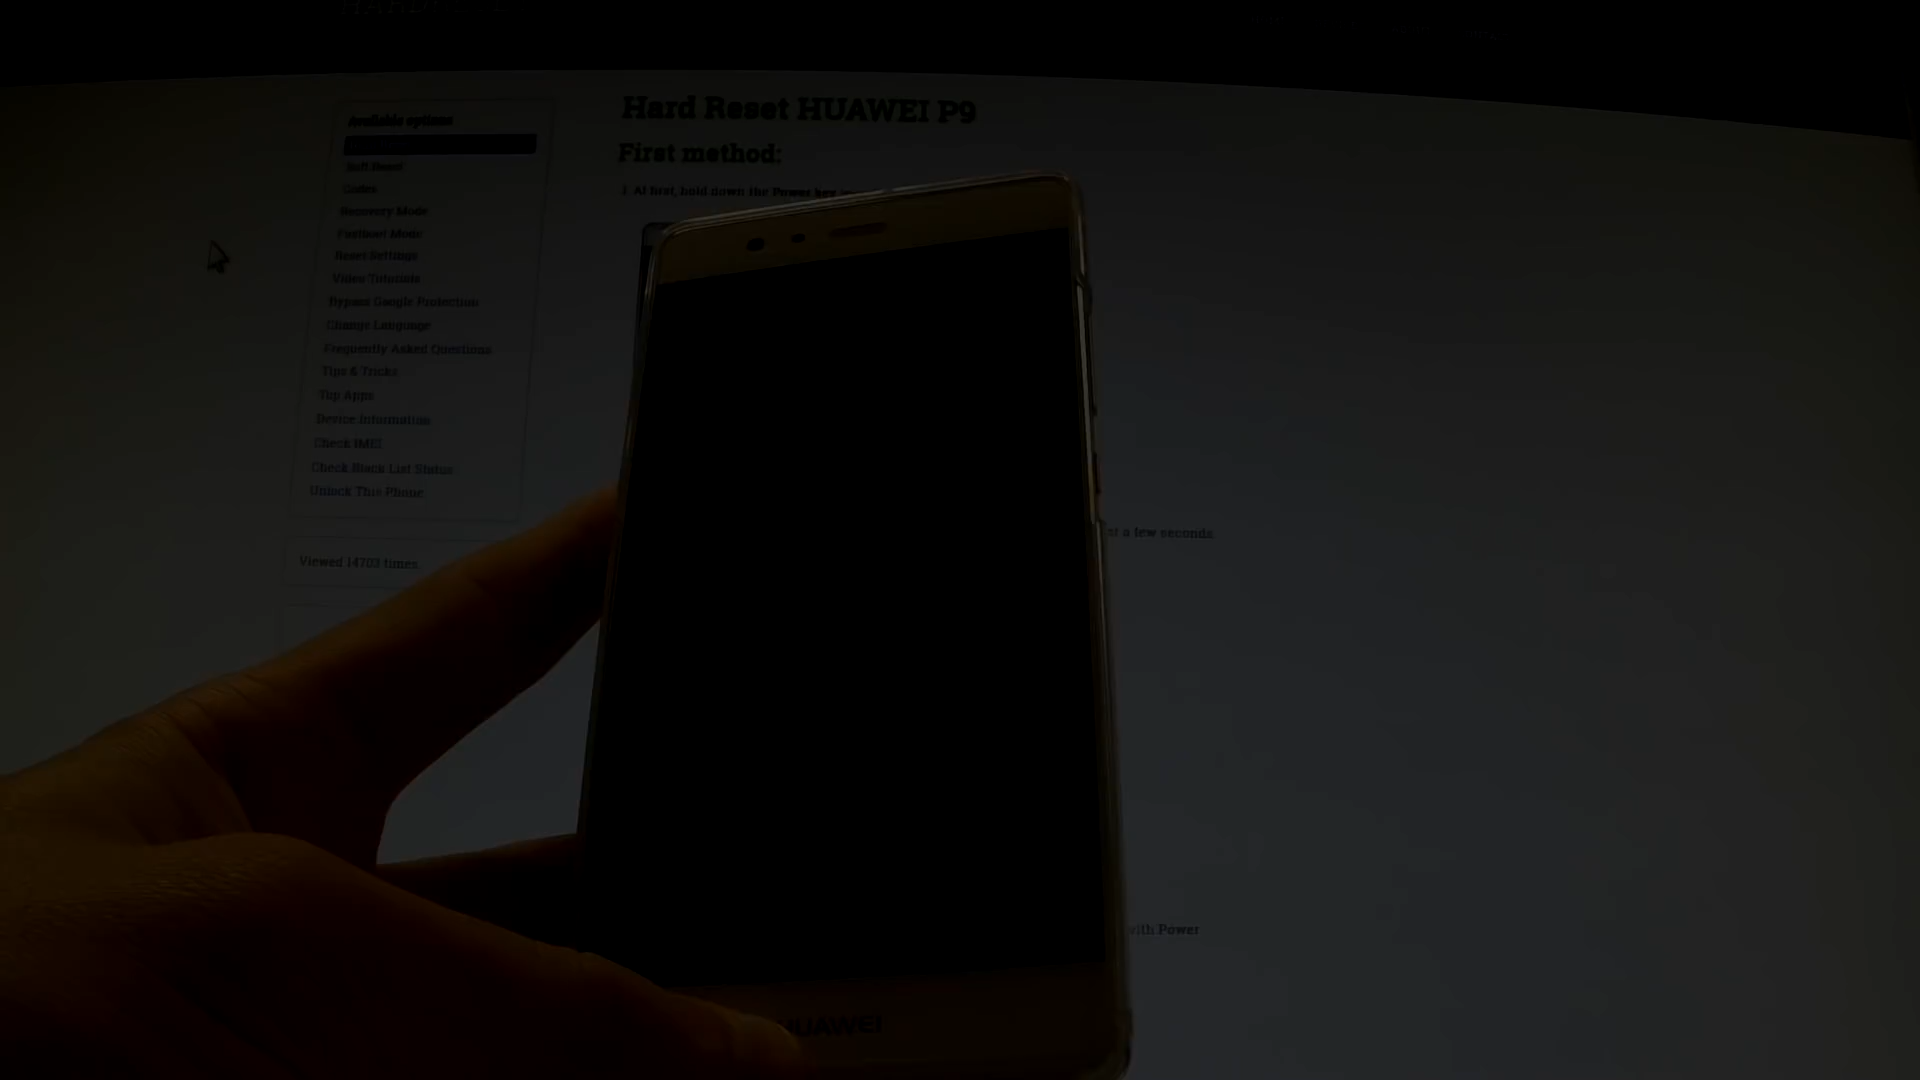 Available options
Soft Reset
Codes
Recovery Mode
Fastboot Mode
Reset Settings
Video Tutorials
Bypass Google Protection
Change Language
Frequently Asked Questions
Tips & Tricks
Top Apps
Device Information
Check IMEI
Check Black List Status
Unlock This Phone
Viewed 14703 times
Hard Reset HUAWEI P9
First method:
1. At first, hold down the Power key
a few seconds.
with Power
HUAWEI